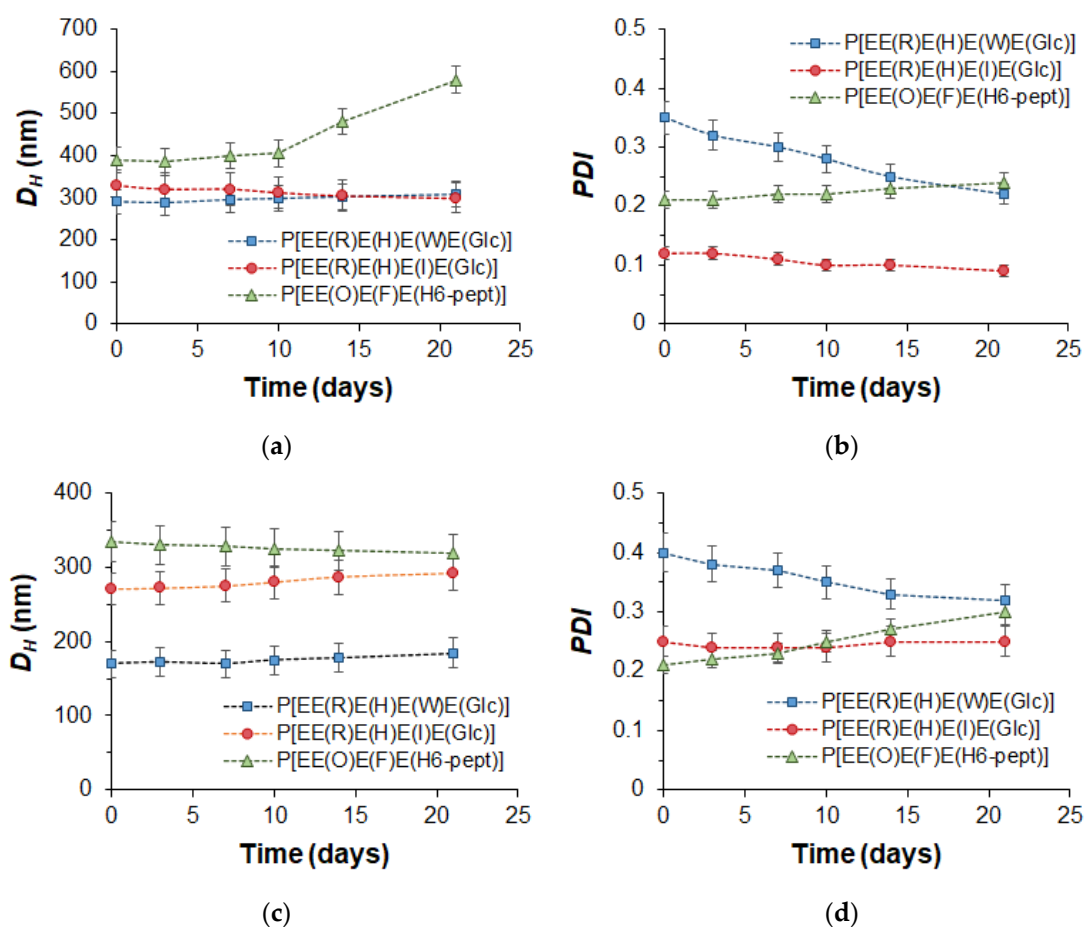 700
600
500
400
300
200
100
0
D_H (nm)
P[EE(R)E(H)E(W)E(Glc)]
P[EE(R)E(H)E(I)E(Glc)]
P[EE(O)E(F)E(H6-pept)]
0 5 10 15 20 25
Time (days)
(a)
0.5
0.4
0.3
0.2
0.1
0
PDI
P[EE(R)E(H)E(W)E(Glc)]
P[EE(R)E(H)E(I)E(Glc)]
P[EE(O)E(F)E(H6-pept)]
0 5 10 15 20 25
Time (days)
(b)
400
300
200
100
0
D_H (nm)
P[EE(R)E(H)E(W)E(Glc)]
P[EE(R)E(H)E(I)E(Glc)]
P[EE(O)E(F)E(H6-pept)]
0 5 10 15 20 25
Time (days)
(c)
0.5
0.4
0.3
0.2
0.1
0
PDI
P[EE(R)E(H)E(W)E(Glc)]
P[EE(R)E(H)E(I)E(Glc)]
P[EE(O)E(F)E(H6-pept)]
0 5 10 15 20 25
Time (days)
(d)